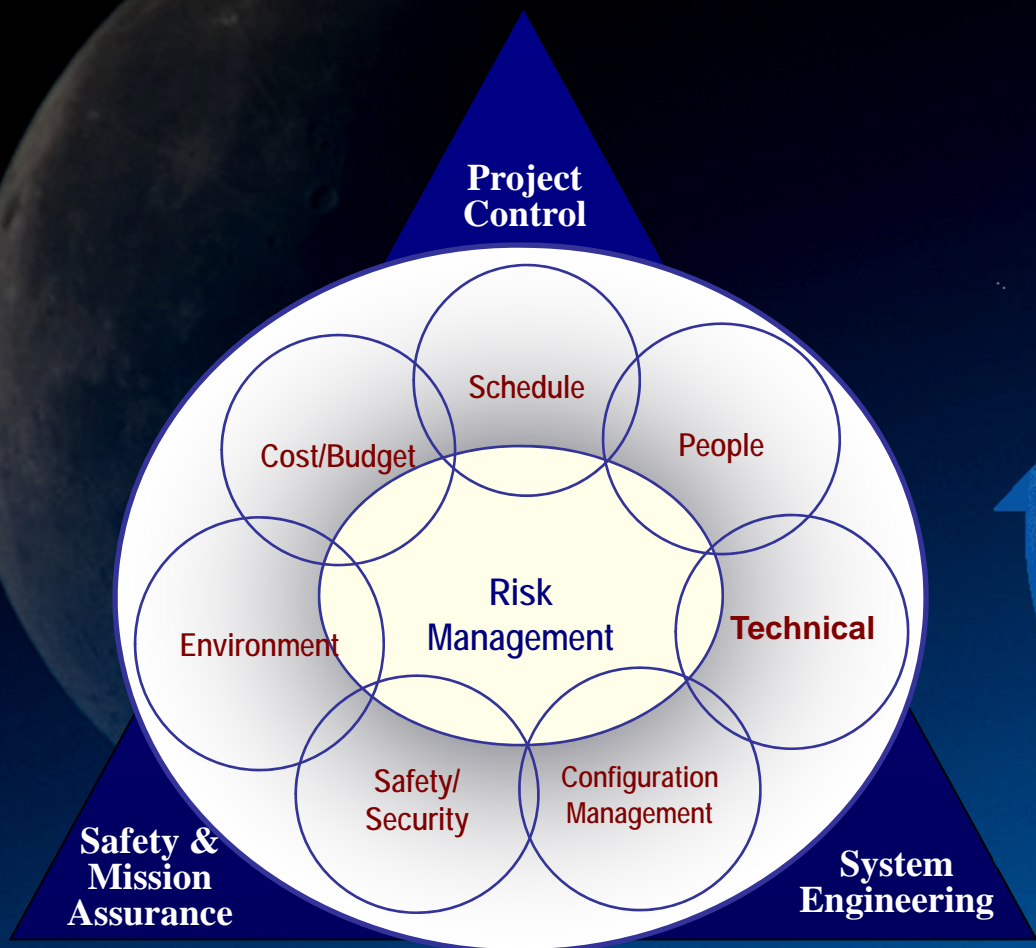 Project
Control
Schedule
People
Cost/Budget
Risk
Management
Technical
Environment
Safety/
Security
Configuration
Management
Safety &
Mission
Assurance
System
Engineering